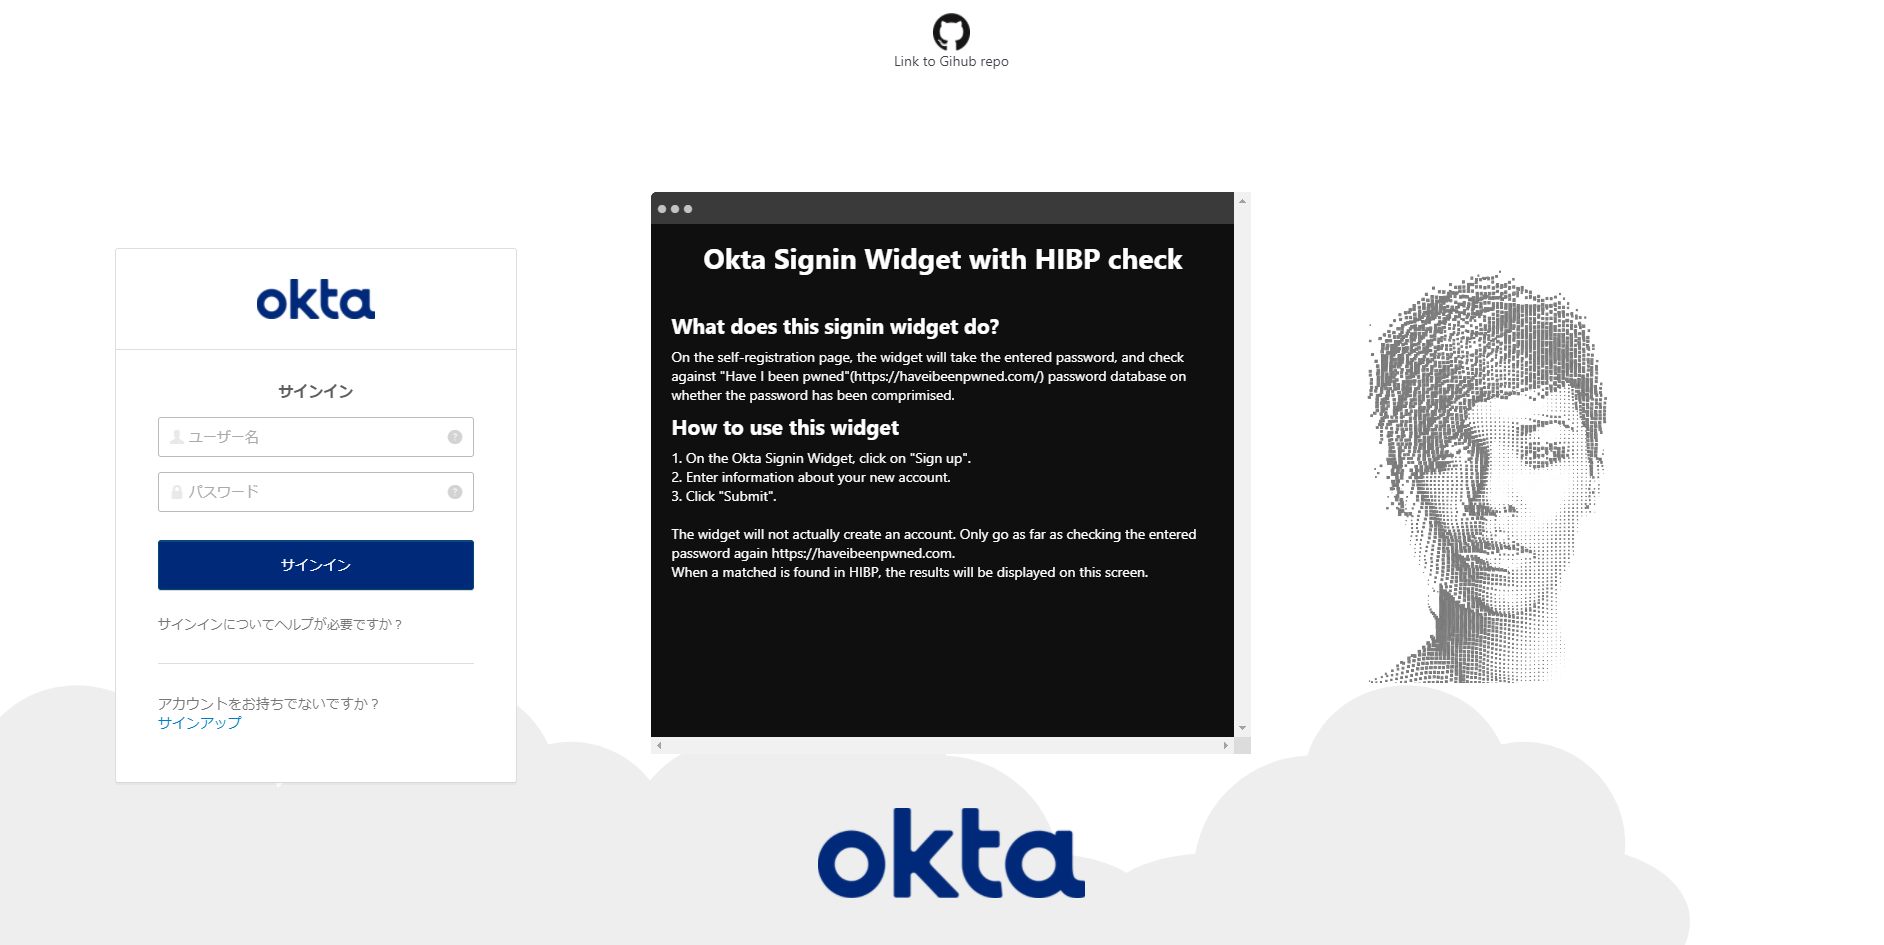 Link to Gihub repo
okta
サインイン
ユーザー名
パスワード
サインイン
サインインについてヘルプが必要ですか？
アカウントをお持ちでないですか？
サインアップ
Okta Signin Widget with HIBP check
What does this signin widget do?
On the self-registration page, the widget will take the entered password, and check
against "Have I been pwned"(https://haveibeenpwned.com/) password database on
whether the password has been comprimised.
How to use this widget
1. On the Okta Signin Widget, click on "Sign up".
2. Enter information about your new account.
3. Click "Submit".
The widget will not actually create an account. Only go as far as checking the entered
password again https://haveibeenpwned.com.
When a matched is found in HIBP, the results will be displayed on this screen.
okta